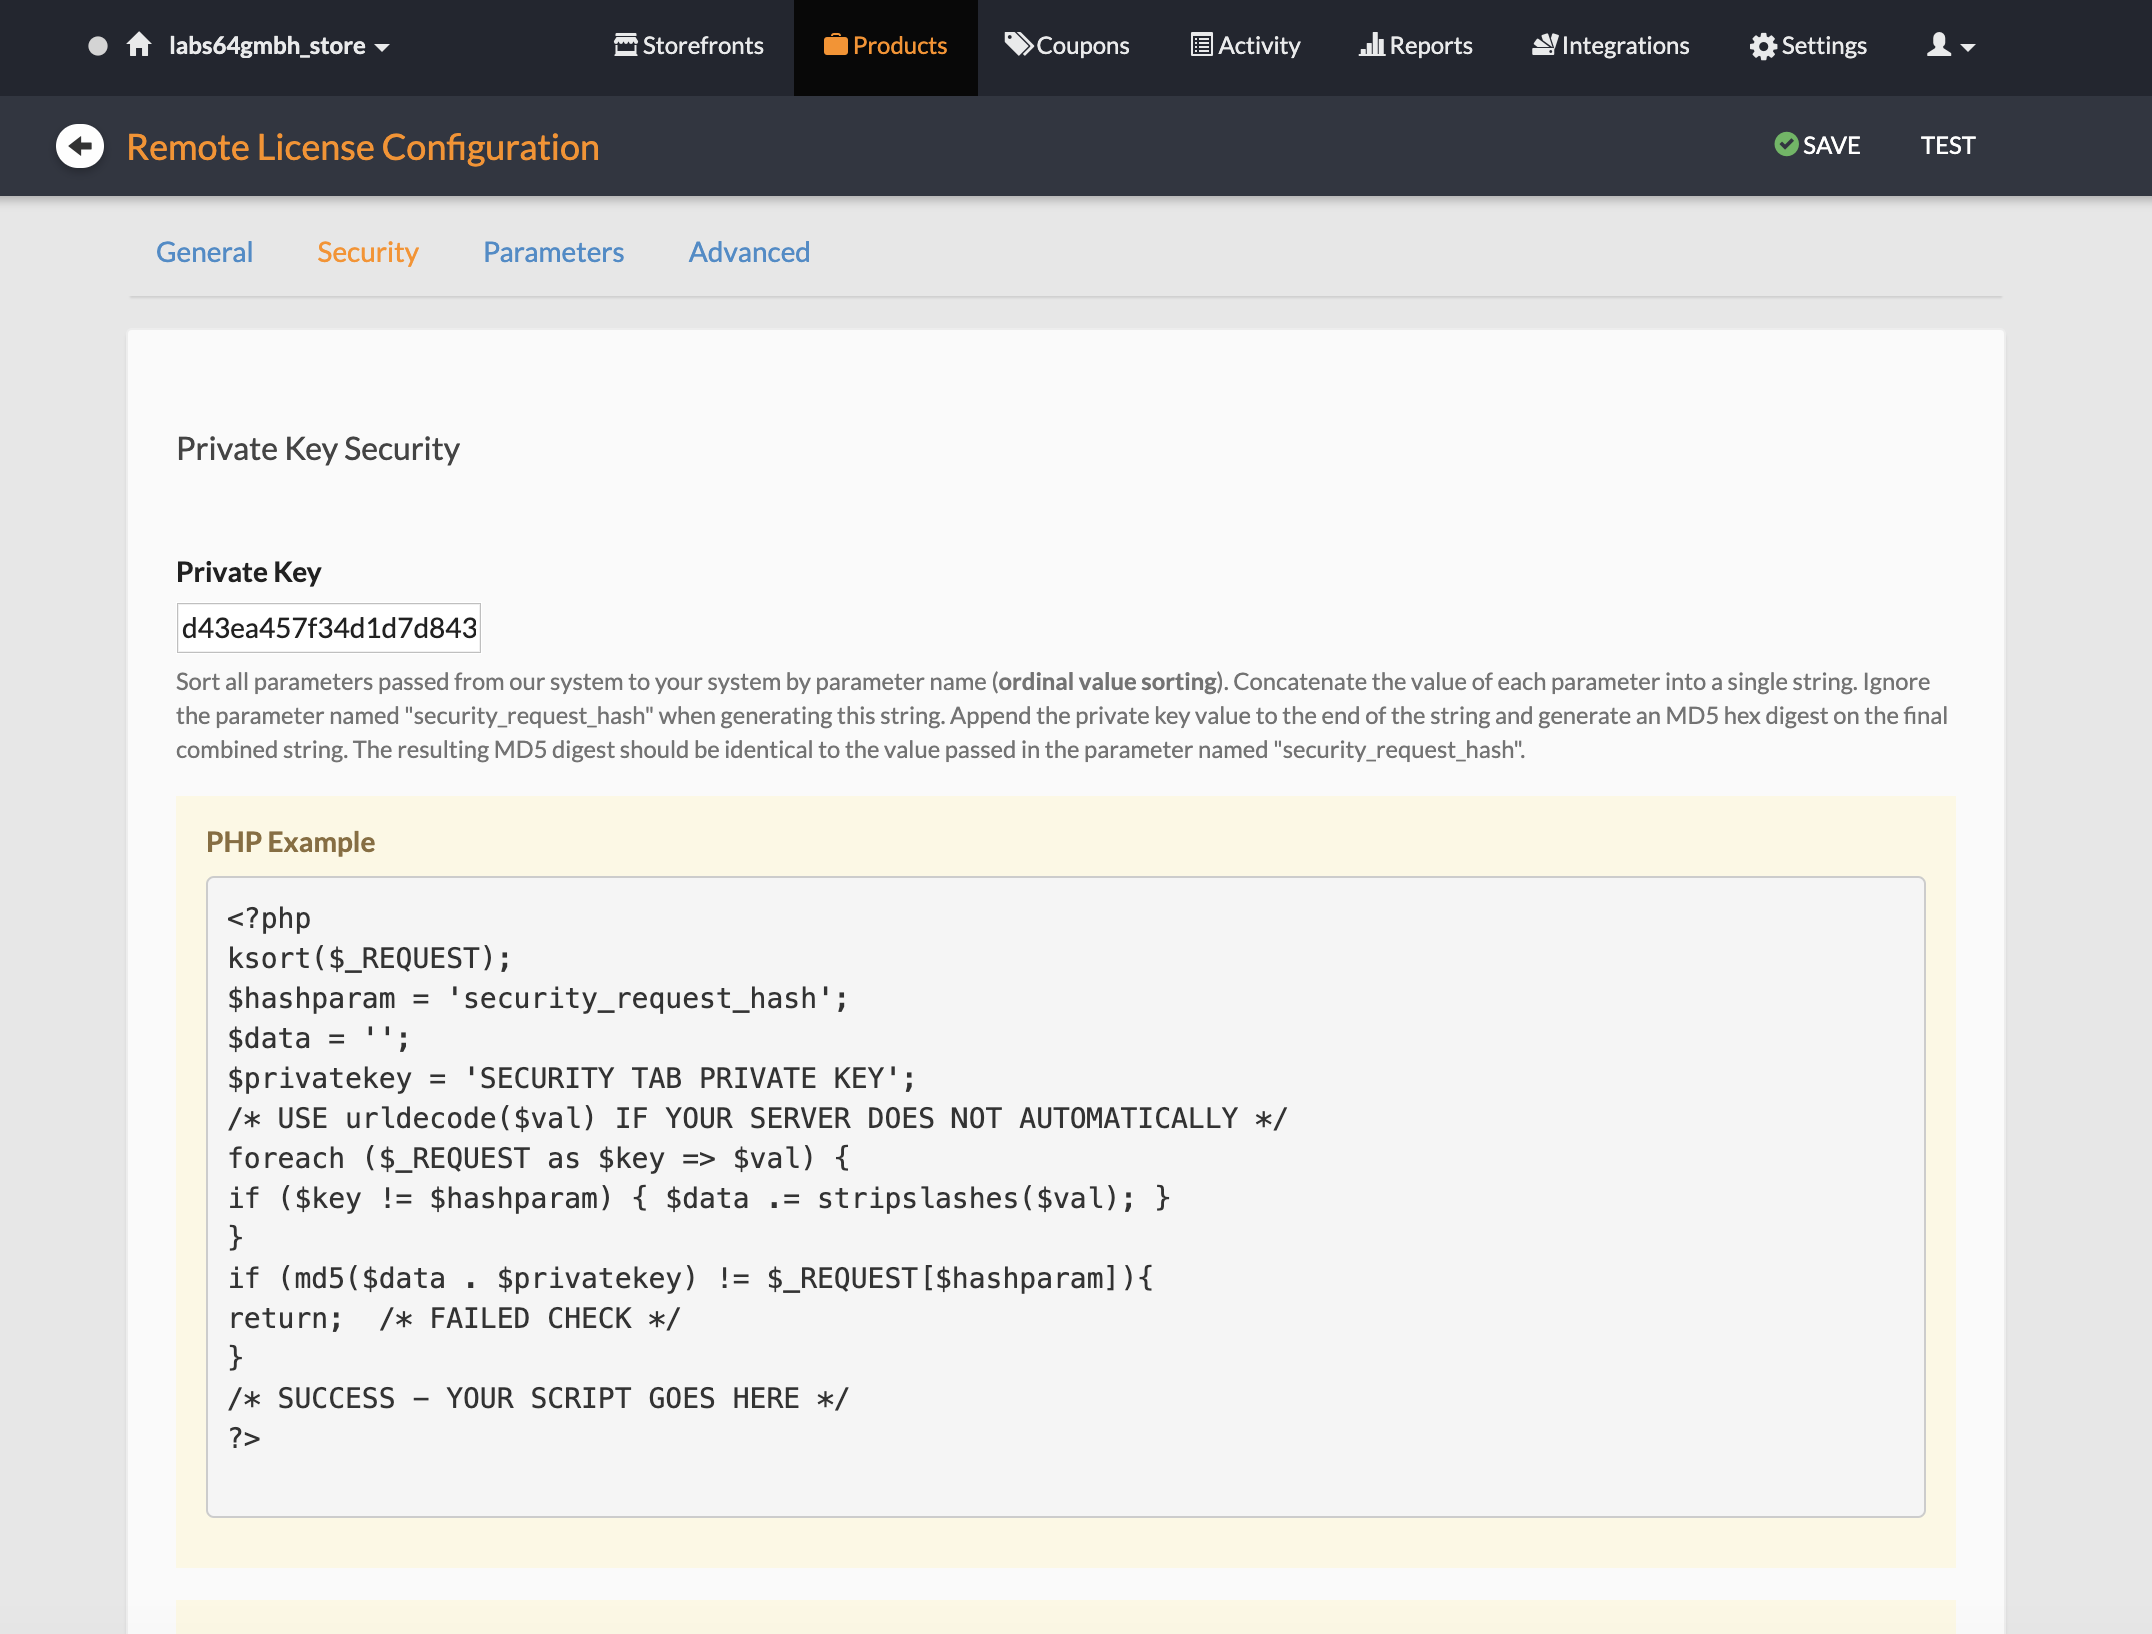 labs64gmbh_store
Storefronts
Products
Coupons
Activity
Reports
Integrations
Settings
Remote License Configuration
SAVE
TEST
General
Security
Parameters
Advanced
Private Key Security
Private Key
d43ea457f34d1d7d843
Sort all parameters passed from our system to your system by parameter name (ordinal value sorting). Concatenate the value of each parameter into a single string. Ignore
the parameter named "security_request_hash" when generating this string. Append the private key value to the end of the string and generate an MD5 hex digest on the final
combined string. The resulting MD5 digest should be identical to the value passed in the parameter named "security_request_hash".
PHP Example
<?php
ksort($_REQUEST);
$hashparam = 'security_request_hash';
$data = '';
$privatekey = 'SECURITY TAB PRIVATE KEY';
/* USE urldecode($val) IF YOUR SERVER DOES NOT AUTOMATICALLY */
foreach ($_REQUEST as $key => $val) {
if ($key != $hashparam) { $data .= stripslashes($val); }
}
if (md5($data . $privatekey) != $_REQUEST[$hashparam]){
return;  /* FAILED CHECK */
}
/* SUCCESS – YOUR SCRIPT GOES HERE */
?>